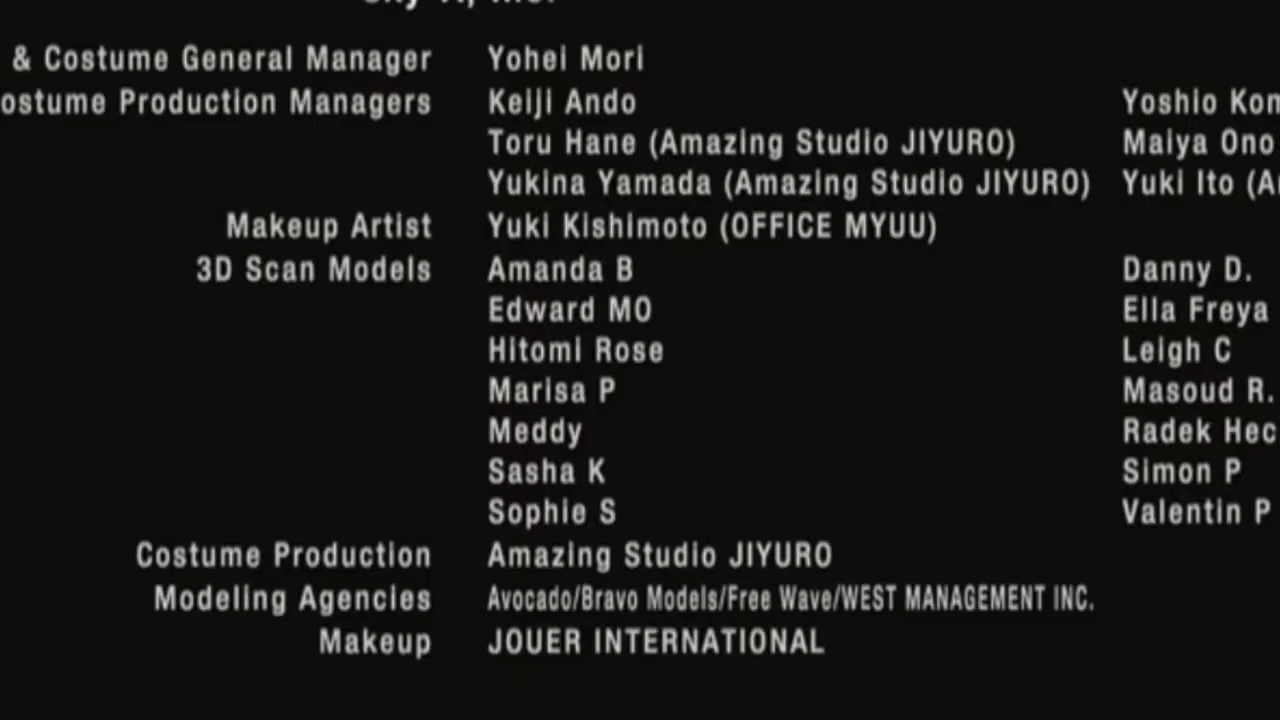 & Costume General Manager Yohei Mori
Costume Production Managers Keiji Ando Yoshio
Toru Hane (Amazing Studio JIYURO) Maiya Ono
Yukina Yamada (Amazing Studio JIYURO) Yuki Ito
Makeup Artist Yuki Kishimoto (OFFICE MYUU)
3D Scan Models Amanda B Danny D.
Edward MO Ella Freya
Hitomi Rose Leigh C
Marisa P Masoud R.
Meddy Radek
Sasha K Simon P
Sophie S Valentin P
Costume Production Amazing Studio JIYURO
Modeling Agencies Avocado/Bravo Models/Free Wave/WEST MANAGEMENT INC.
Makeup JOUER INTERNATIONAL